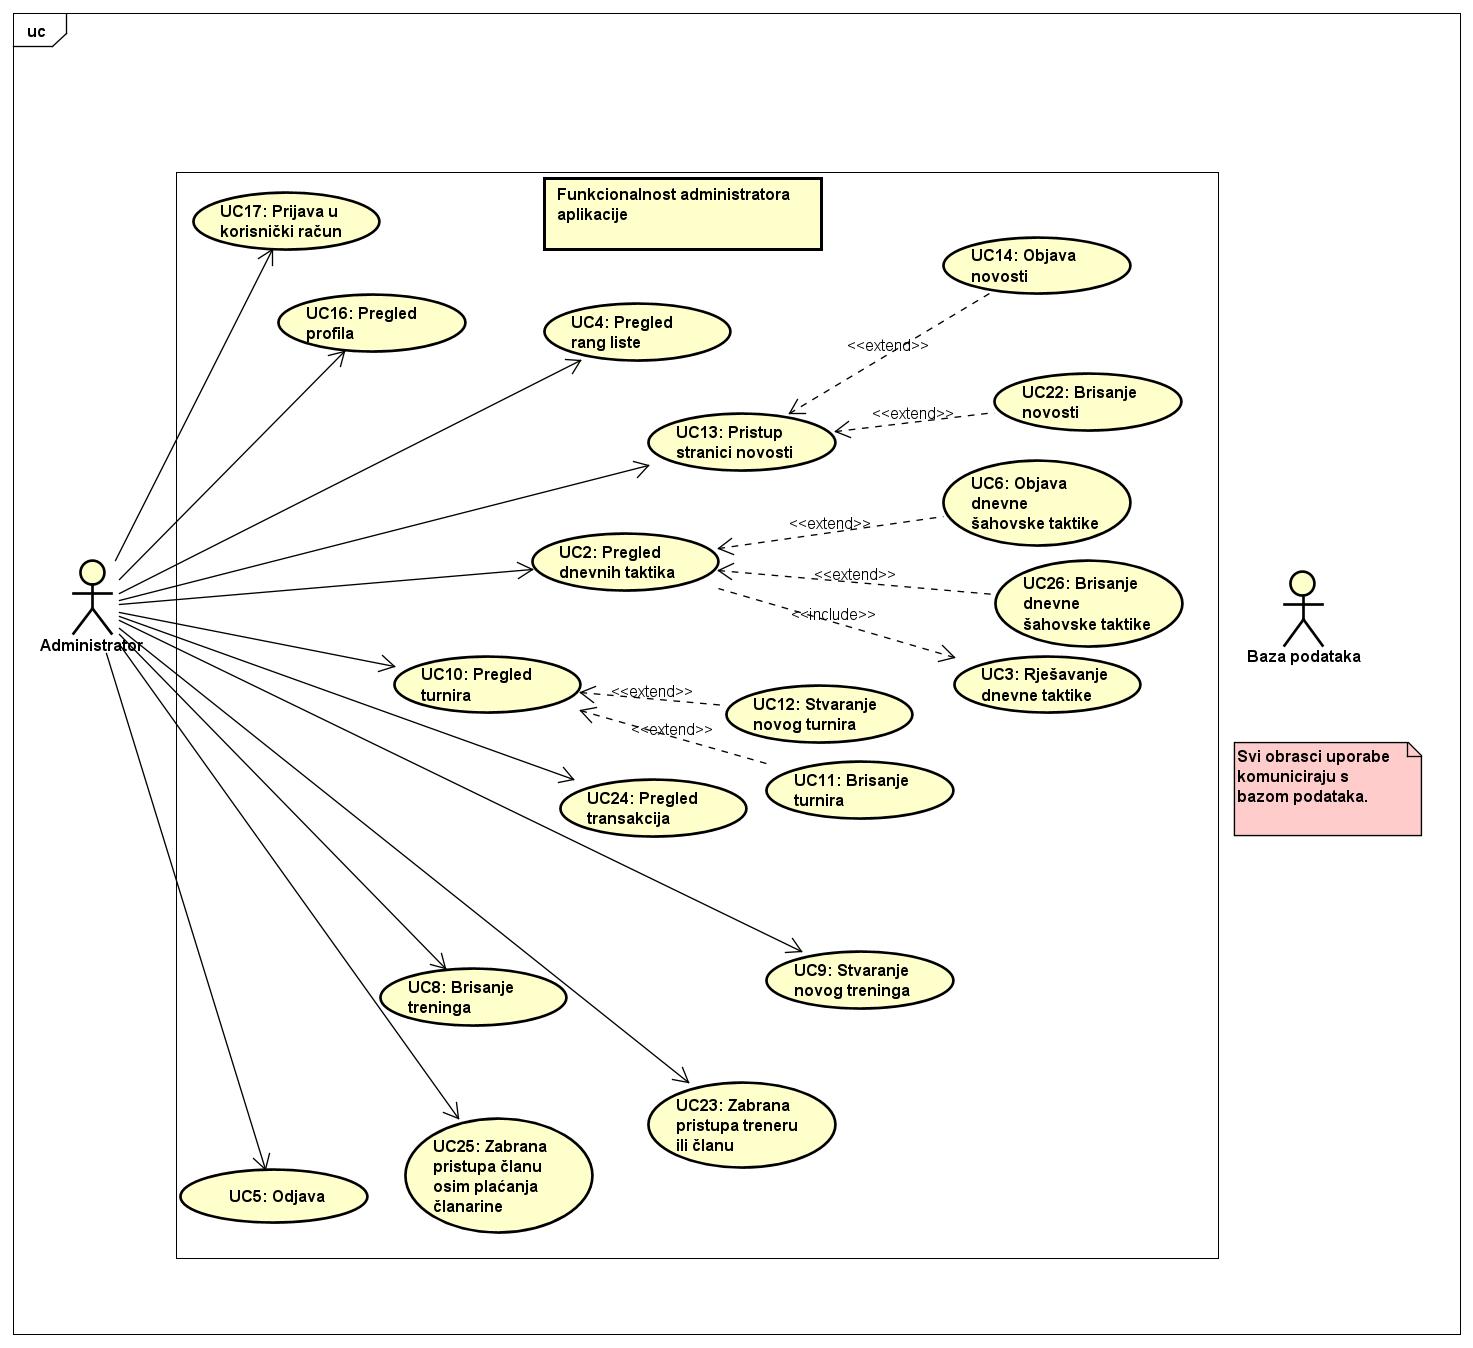 uc
Funkcionalnost administratora
aplikacije
UC17: Prijava u
korisnički račun
UC14: Objava
novosti
UC16: Pregled
profila
UC4: Pregled
rang liste
<<extend>>
UC22: Brisanje
novosti
<<extend>>
UC13: Pristup
stranici novosti
UC6: Objava
dnevne
šahovske taktike
<<extend>>
UC2: Pregled
dnevnih taktika
<<extend>>
UC26: Brisanje
dnevne
šahovske taktike
<<include>>
Administrator
Baza podataka
UC10: Pregled
turnira
UC3: Rješavanje
dnevne taktike
<<extend>>
UC12: Stvaranje
novog turnira
<<extend>>
UC11: Brisanje
turnira
Svi obrasci uporabe
komuniciraju s
bazom podataka.
UC24: Pregled
transakcija
UC9: Stvaranje
novog treninga
UC8: Brisanje
treninga
UC23: Zabrana
pristupa treneru
ili članu
UC25: Zabrana
pristupa članu
osim plaćanja
članarine
UC5: Odjava